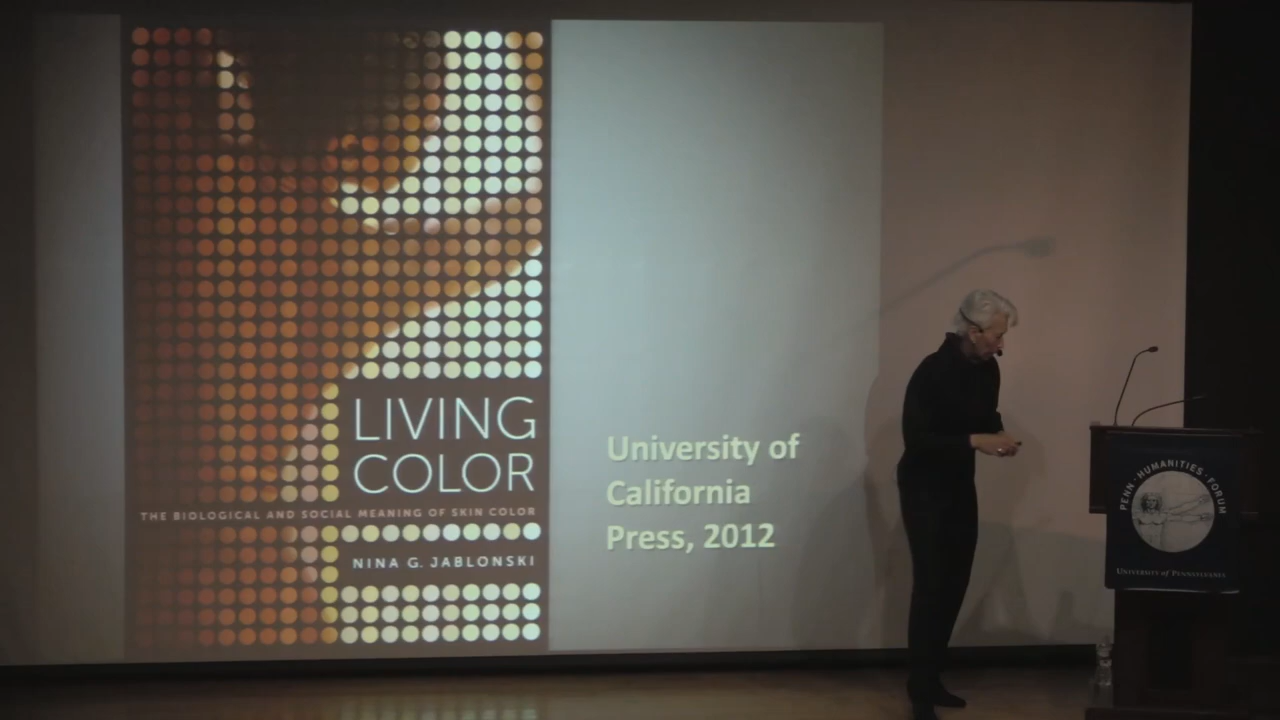 LIVING
COLOR
THE BIOLOGICAL AND SOCIAL MEANING OF SKIN COLOR
NINA G. JABLONSKI
University of
California
Press, 2012
PENN · HUMANITIES · FORUM
UNIVERSITY of PENNSYLVANIA